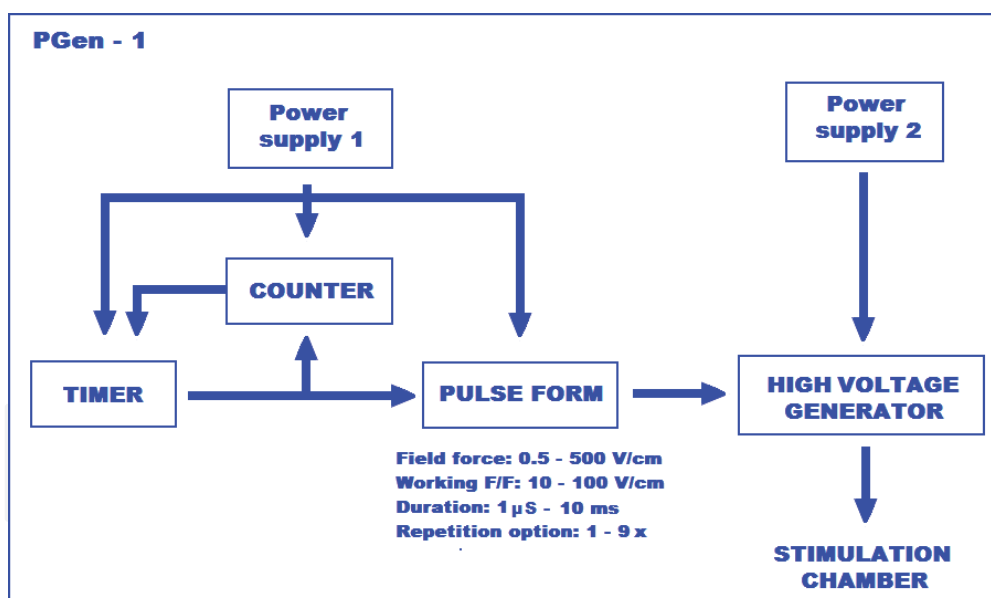 PGen - 1
Power
supply 1
Power
supply 2
COUNTER
TIMER
PULSE FORM
HIGH VOLTAGE
GENERATOR
Field force: 0.5 - 500 V/cm
Working F/F: 10 - 100 V/cm
Duration: 1 µS - 10 ms
Repetition option: 1 - 9 x
STIMULATION
CHAMBER